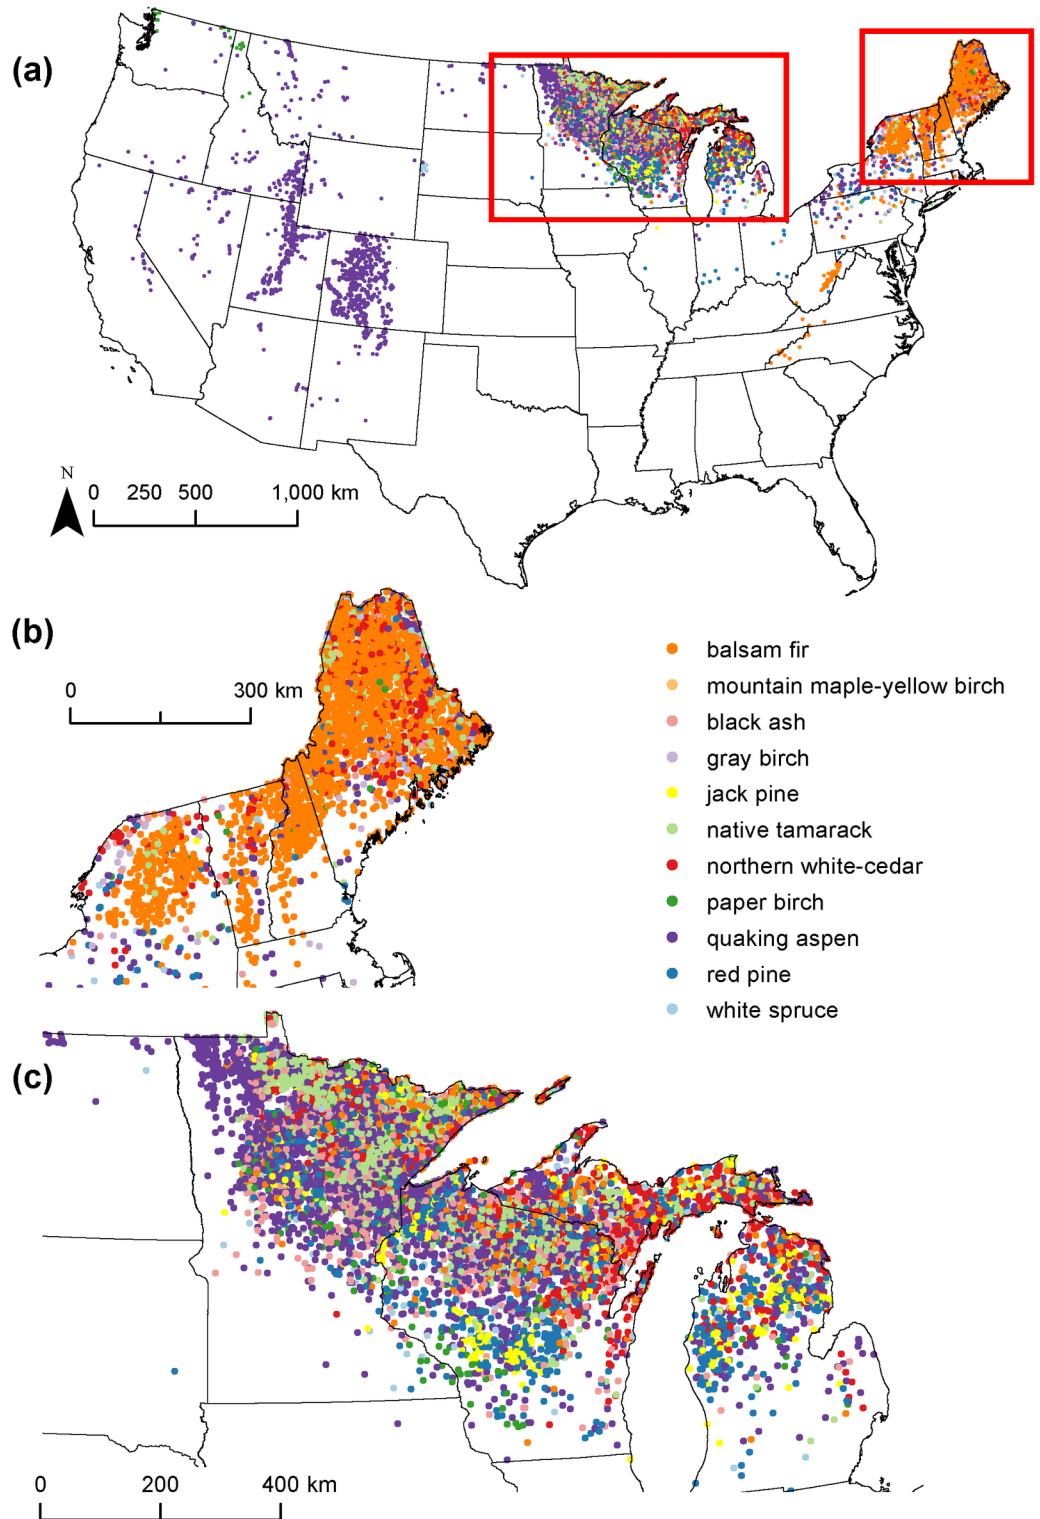 (a)
N
0 250 500 1,000 km
(b)
0 300 km
balsam fir
mountain maple-yellow birch
black ash
gray birch
jack pine
native tamarack
northern white-cedar
paper birch
quaking aspen
red pine
white spruce
(c)
0 200 400 km